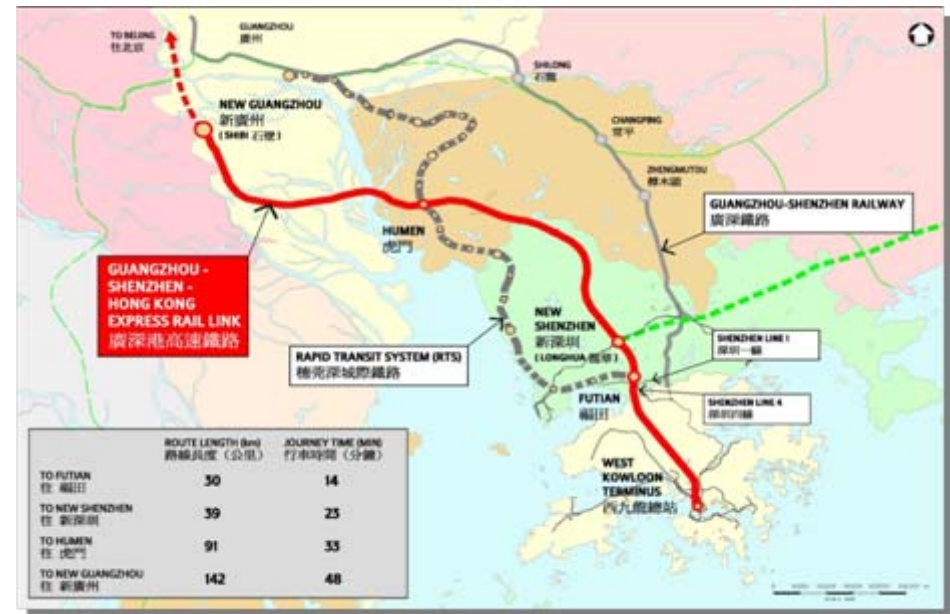 TO BEIJING
往北京
GUANGZHOU
廣州
SHILONG
石龍
NEW GUANGZHOU
新廣州
(SHIBI 石壁)
CHANGPING
常平
ZHENGMUTOU
樟木頭
GUANGZHOU-SHENZHEN RAILWAY
廣深鐵路
HUMEN
虎門
GUANGZHOU -
SHENZHEN -
HONG KONG
EXPRESS RAIL LINK
廣深港高速鐵路
NEW
SHENZHEN
新深圳
(LONGHUA 龍華)
SHENZHEN LINE 1
深圳一線
RAPID TRANSIT SYSTEM (RTS)
穗莞深城際鐵路
FUTIAN
福田
SHENZHEN LINE 4
深圳四線
WEST
KOWLOON
TERMINUS
西九龍總站
ROUTE LENGTH (km) JOURNEY TIME (MIN)
路線長度（公里） 行車時間（分鐘）
TO FUTIAN 30 14
往 福田
TO NEW SHENZHEN 39 23
往 新深圳
TO HUMEN 91 33
往 虎門
TO NEW GUANGZHOU 142 48
往 新廣州